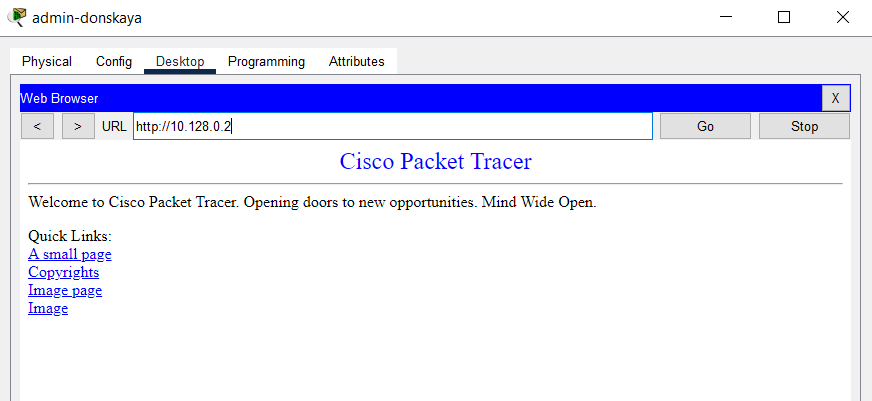 admin-donskaya
Physical Config Desktop Programming Attributes
Web Browser X
< > URL http://10.128.0.2 Go Stop
Cisco Packet Tracer
Welcome to Cisco Packet Tracer. Opening doors to new opportunities. Mind Wide Open.
Quick Links:
A small page
Copyrights
Image page
Image